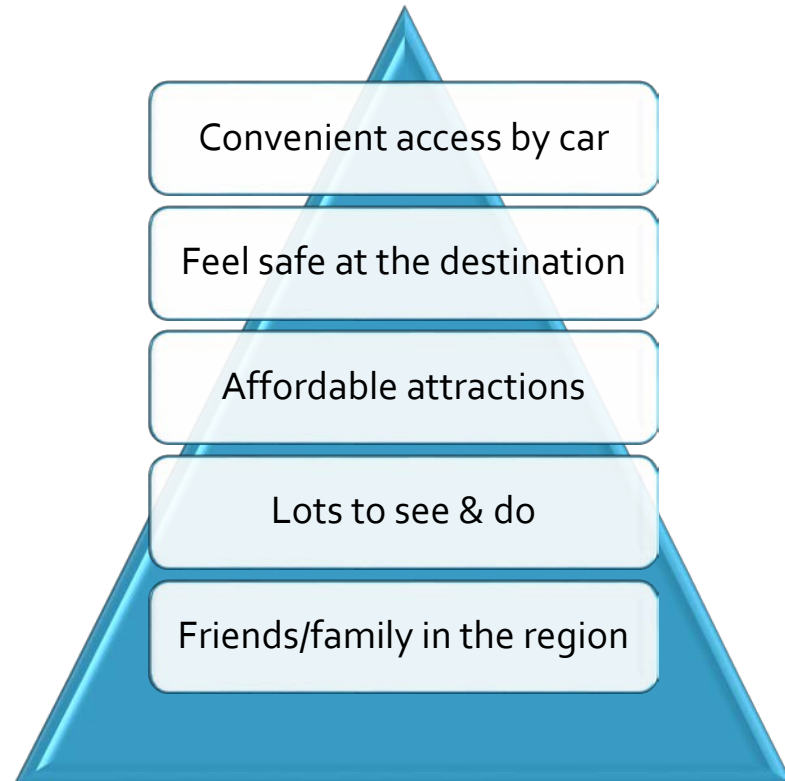 Convenient access by car
Feel safe at the destination
Affordable attractions
Lots to see & do
Friends/family in the region